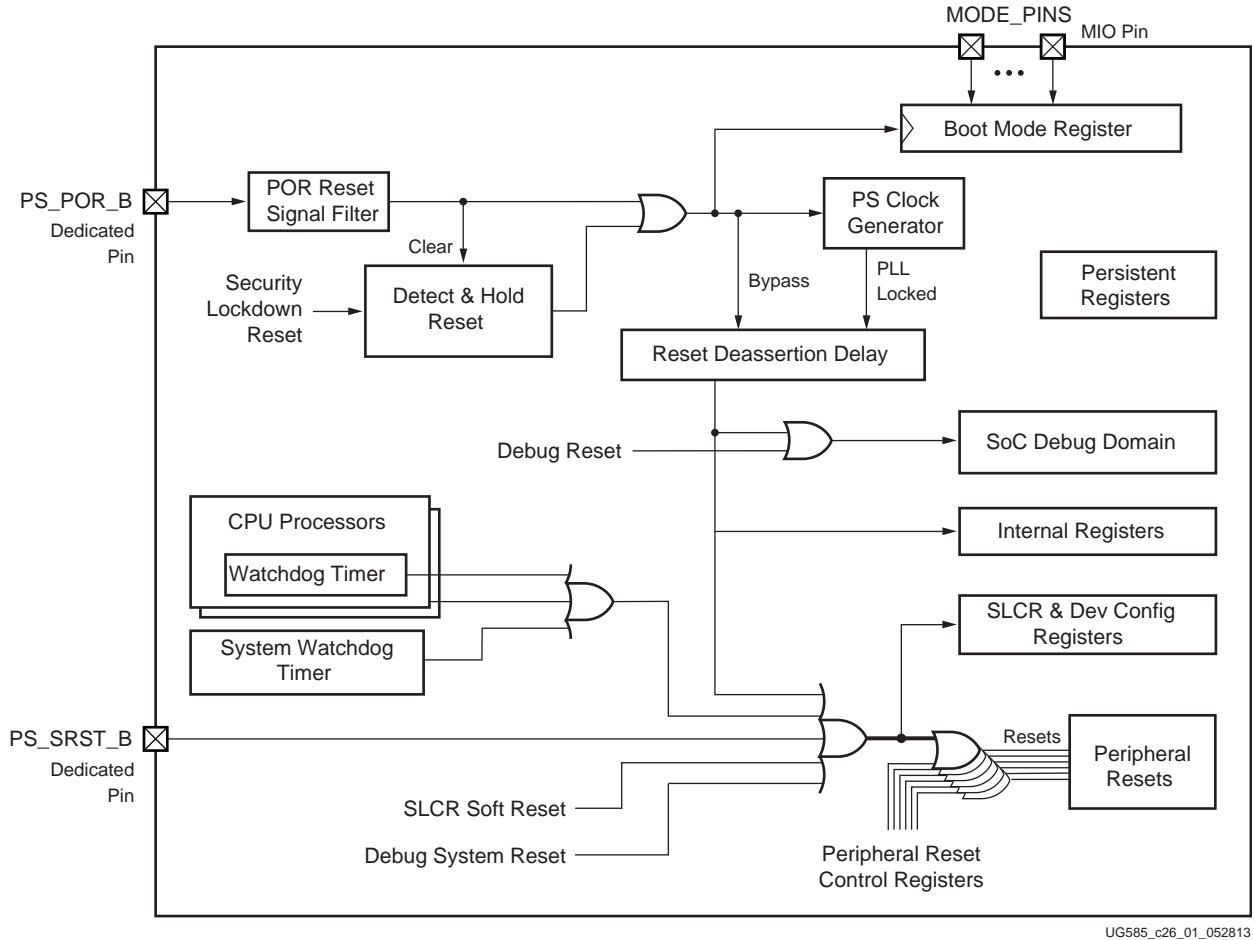 MODE_PINS
MIO Pin
Boot Mode Register
PS_POR_B
Dedicated
Pin
POR Reset
Signal Filter
Clear
PS Clock
Generator
Security
Lockdown
Reset
Detect & Hold
Reset
Bypass
PLL
Locked
Persistent
Registers
Reset Deassertion Delay
Debug Reset
SoC Debug Domain
CPU Processors
Watchdog Timer
Internal Registers
System Watchdog
Timer
SLCR & Dev Config
Registers
PS_SRST_B
Dedicated
Pin
Resets
Peripheral
Resets
SLCR Soft Reset
Debug System Reset
Peripheral Reset
Control Registers
UG585_c26_01_052813